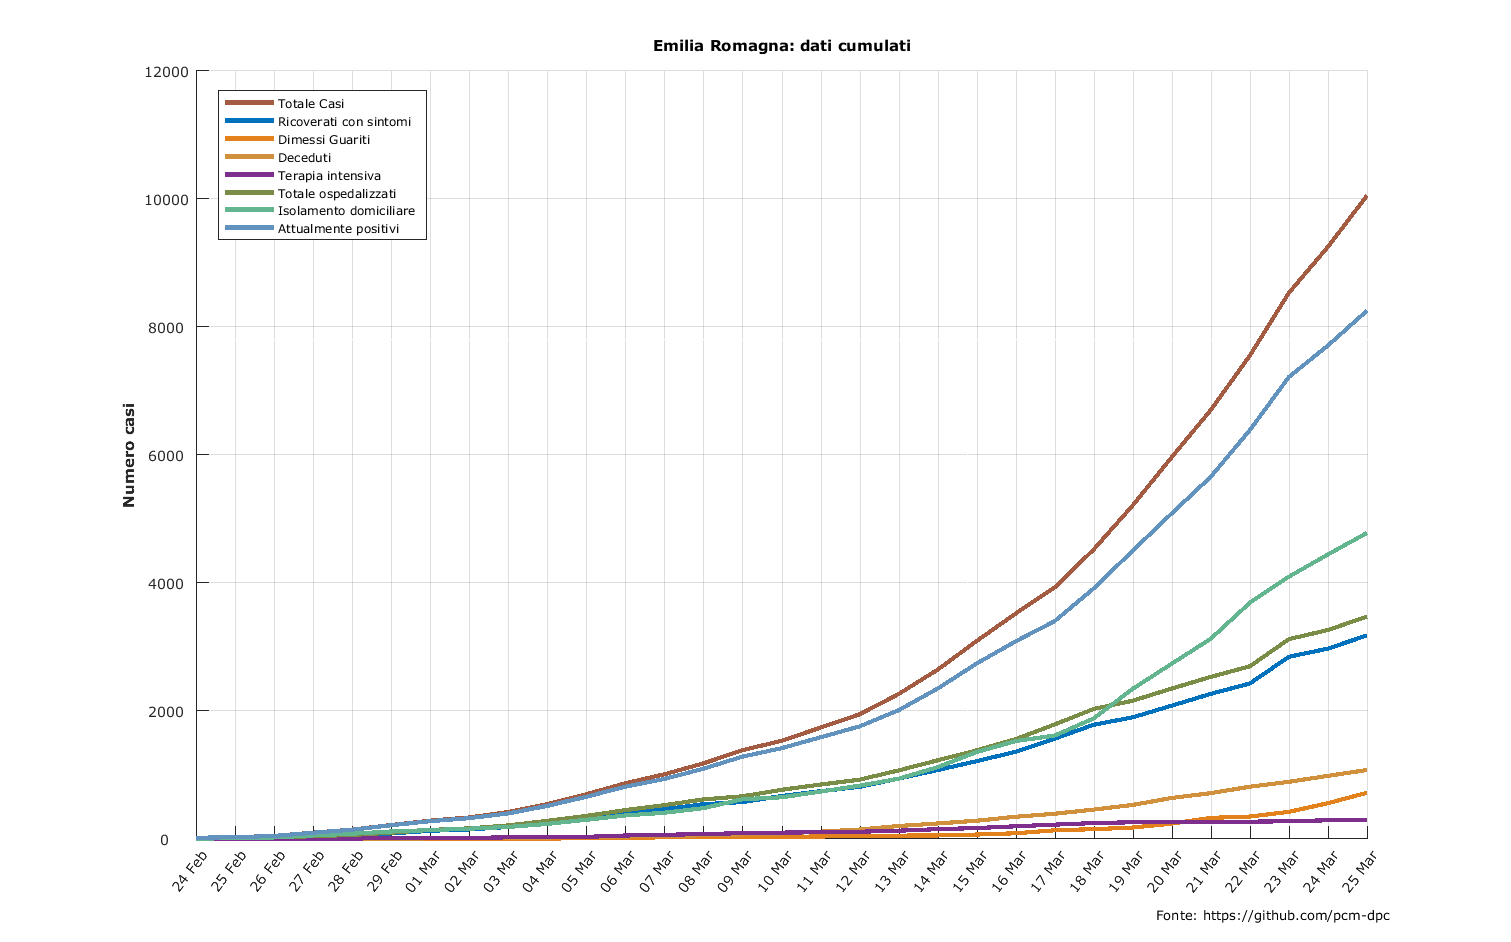 Emilia Romagna: dati cumulati
12000
10000
8000
6000
4000
2000
0
Numero casi
Totale Casi
Ricoverati con sintomi
Dimessi Guariti
Deceduti
Terapia intensiva
Totale ospedalizzati
Isolamento domiciliare
Attualmente positivi
24 Feb
25 Feb
26 Feb
27 Feb
28 Feb
29 Feb
01 Mar
02 Mar
03 Mar
04 Mar
05 Mar
06 Mar
07 Mar
08 Mar
09 Mar
10 Mar
11 Mar
12 Mar
13 Mar
14 Mar
15 Mar
16 Mar
17 Mar
18 Mar
19 Mar
20 Mar
21 Mar
22 Mar
23 Mar
24 Mar
25 Mar
Fonte: https://github.com/pcm-dpc